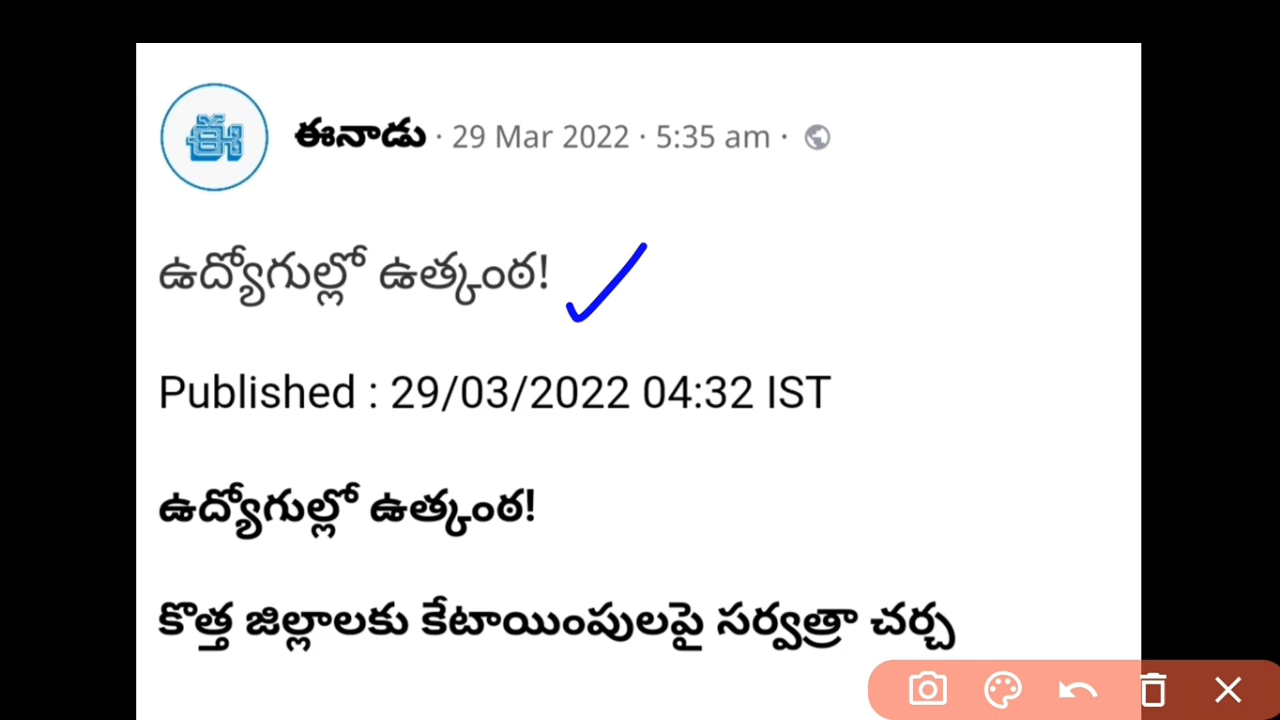 ఈ
ఈనాడు · 29 Mar 2022 · 5:35 am ·
ఉద్యోగుల్లో ఉత్కంఠ!
Published : 29/03/2022 04:32 IST
ఉద్యోగుల్లో ఉత్కంఠ!
కొత్త జిల్లాలకు కేటాయింపులపై సర్వత్రా చర్చ